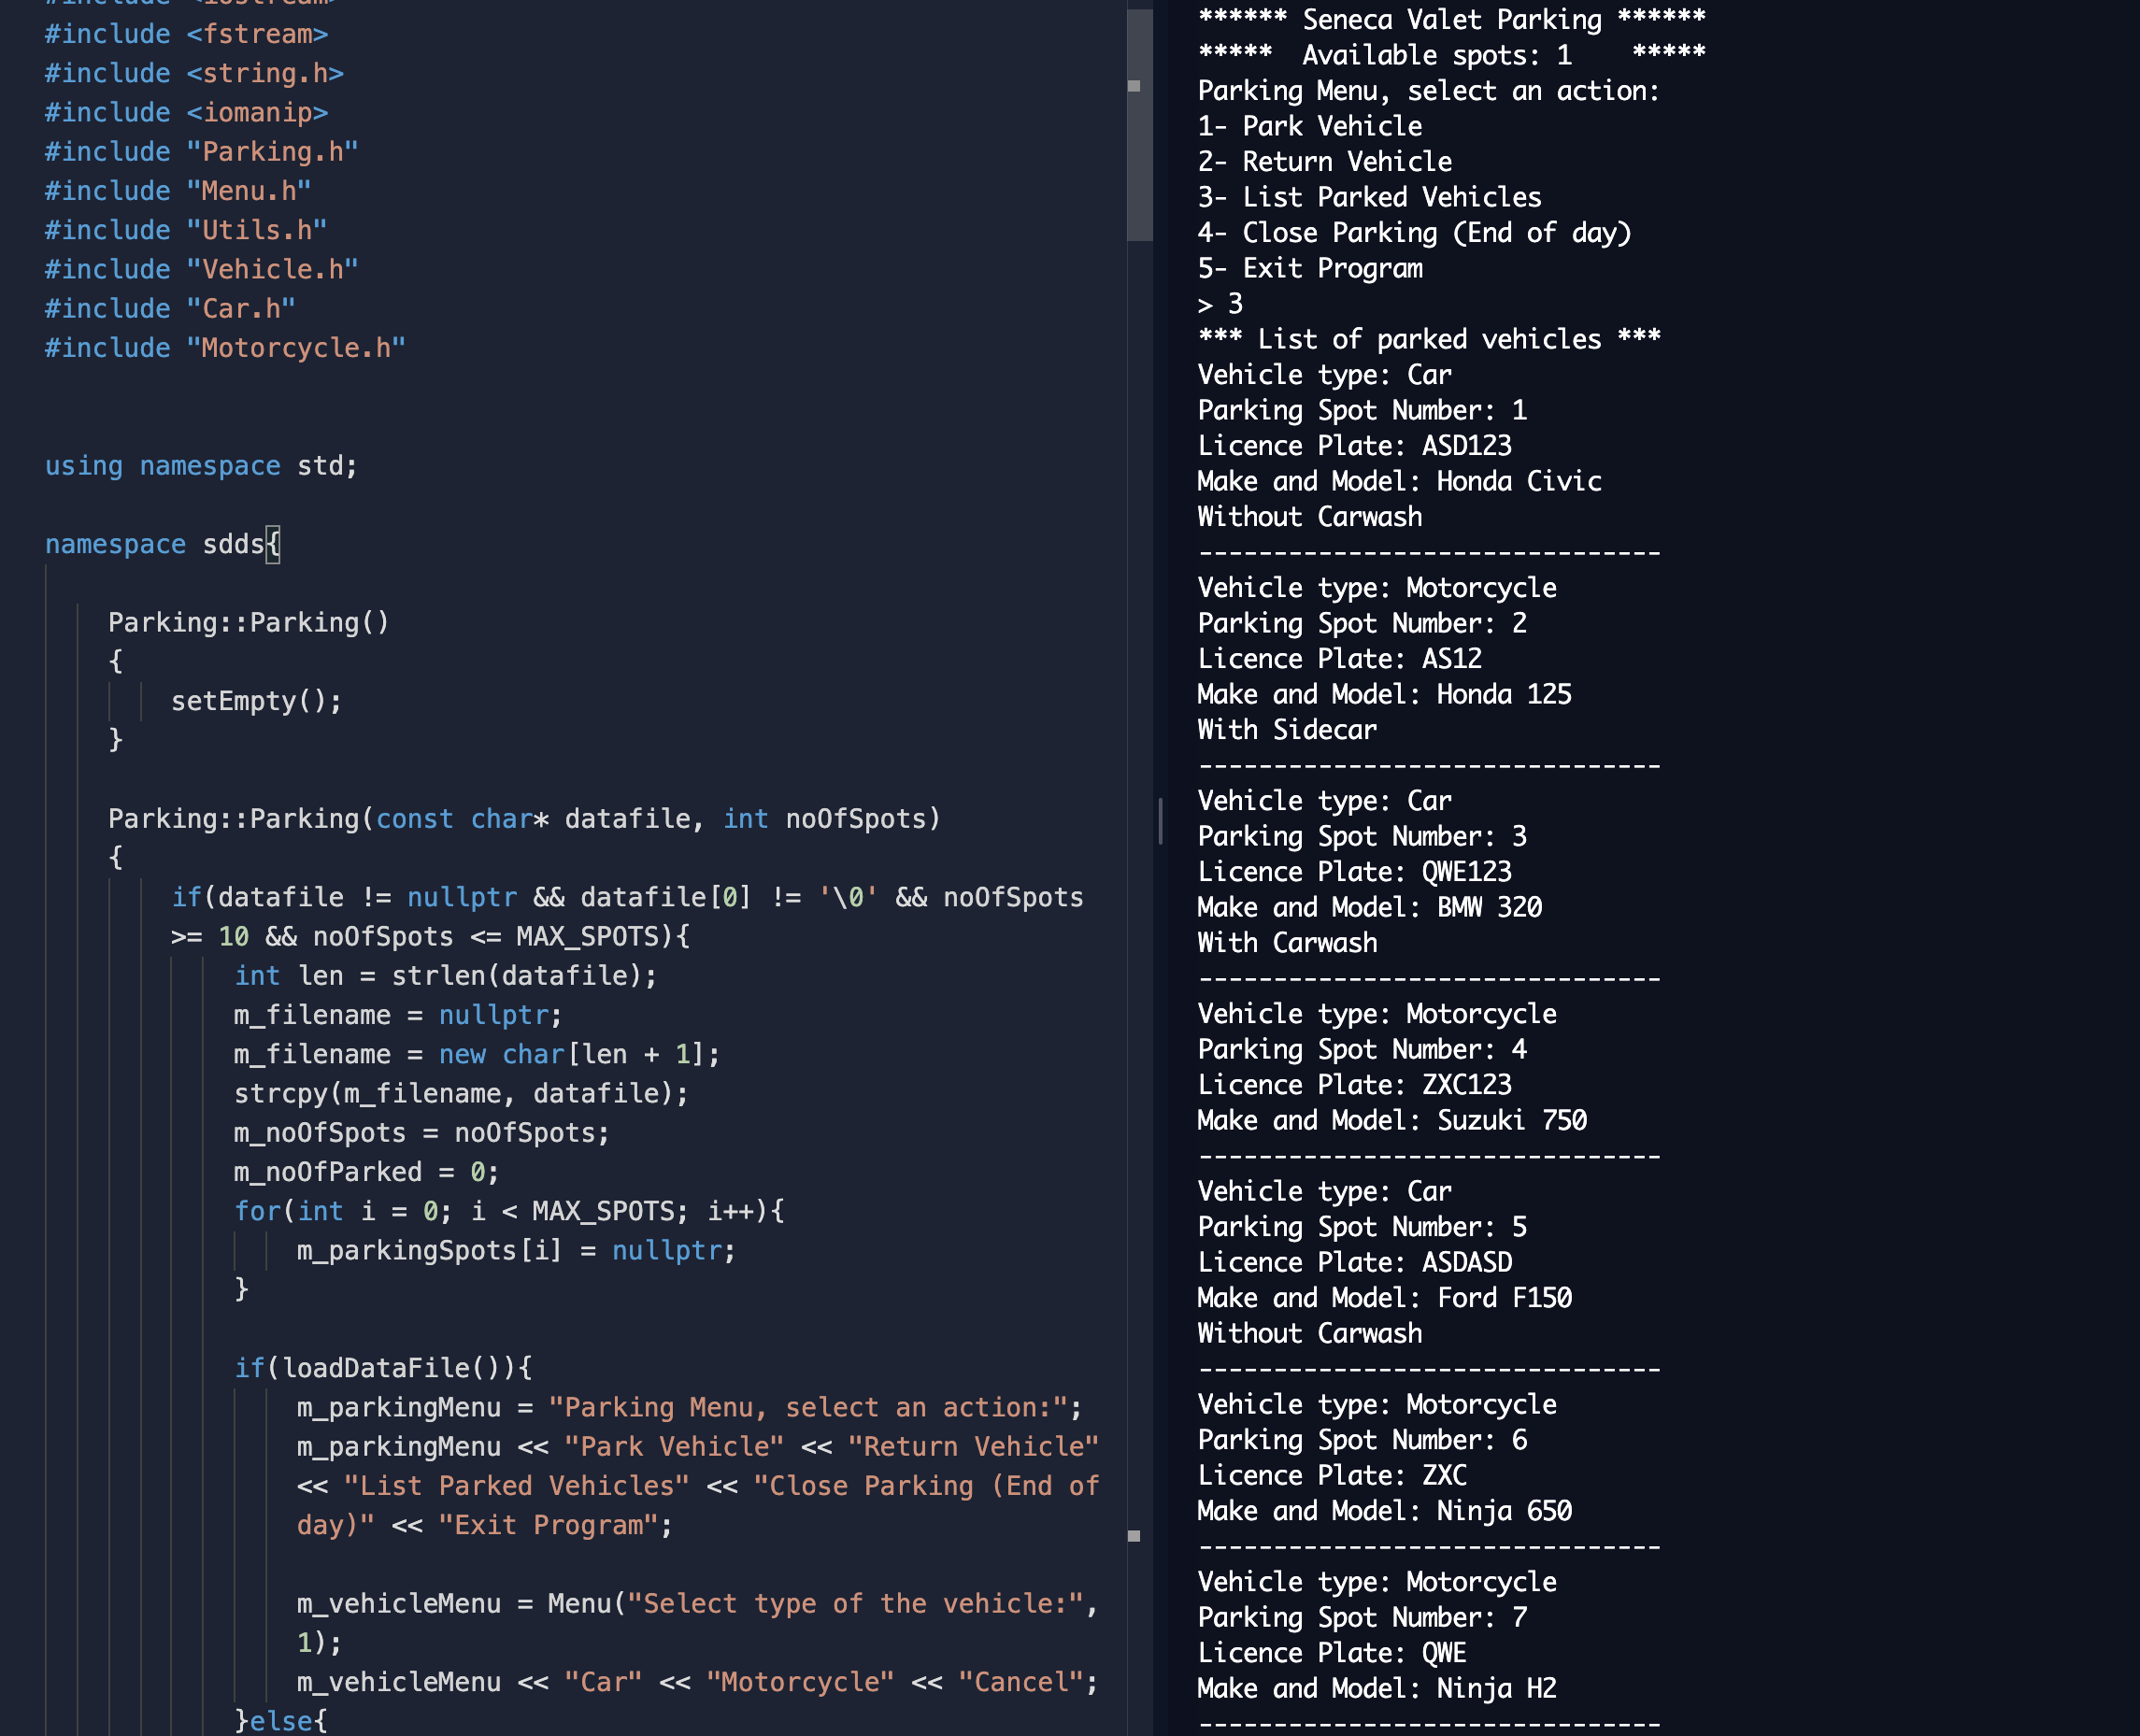 #include <iostream>
#include <fstream>
#include <string.h>
#include <iomanip>
#include "Parking.h"
#include "Menu.h"
#include "Utils.h"
#include "Vehicle.h"
#include "Car.h"
#include "Motorcycle.h"
using namespace std;
namespace sdds{
Parking::Parking()
{
setEmpty();
}
Parking::Parking(const char* datafile, int noOfSpots)
{
if(datafile != nullptr && datafile[0] != '\0' && noOfSpots
>= 10 && noOfSpots <= MAX_SPOTS){
int len = strlen(datafile);
m_filename = nullptr;
m_filename = new char[len + 1];
strcpy(m_filename, datafile);
m_noOfSpots = noOfSpots;
m_noOfParked = 0;
for(int i = 0; i < MAX_SPOTS; i++){
m_parkingSpots[i] = nullptr;
}
if(loadDataFile()){
m_parkingMenu = "Parking Menu, select an action:";
m_parkingMenu << "Park Vehicle" << "Return Vehicle"
<< "List Parked Vehicles" << "Close Parking (End of
day)" << "Exit Program";
m_vehicleMenu = Menu("Select type of the vehicle:",
1);
m_vehicleMenu << "Car" << "Motorcycle" << "Cancel";
}else{
****** Seneca Valet Parking ******
*****  Available spots: 1    *****
Parking Menu, select an action:
1- Park Vehicle
2- Return Vehicle
3- List Parked Vehicles
4- Close Parking (End of day)
5- Exit Program
> 3
*** List of parked vehicles ***
Vehicle type: Car
Parking Spot Number: 1
Licence Plate: ASD123
Make and Model: Honda Civic
Without Carwash
-------------------------------
Vehicle type: Motorcycle
Parking Spot Number: 2
Licence Plate: AS12
Make and Model: Honda 125
With Sidecar
-------------------------------
Vehicle type: Car
Parking Spot Number: 3
Licence Plate: QWE123
Make and Model: BMW 320
With Carwash
-------------------------------
Vehicle type: Motorcycle
Parking Spot Number: 4
Licence Plate: ZXC123
Make and Model: Suzuki 750
-------------------------------
Vehicle type: Car
Parking Spot Number: 5
Licence Plate: ASDASD
Make and Model: Ford F150
Without Carwash
-------------------------------
Vehicle type: Motorcycle
Parking Spot Number: 6
Licence Plate: ZXC
Make and Model: Ninja 650
-------------------------------
Vehicle type: Motorcycle
Parking Spot Number: 7
Licence Plate: QWE
Make and Model: Ninja H2
-------------------------------